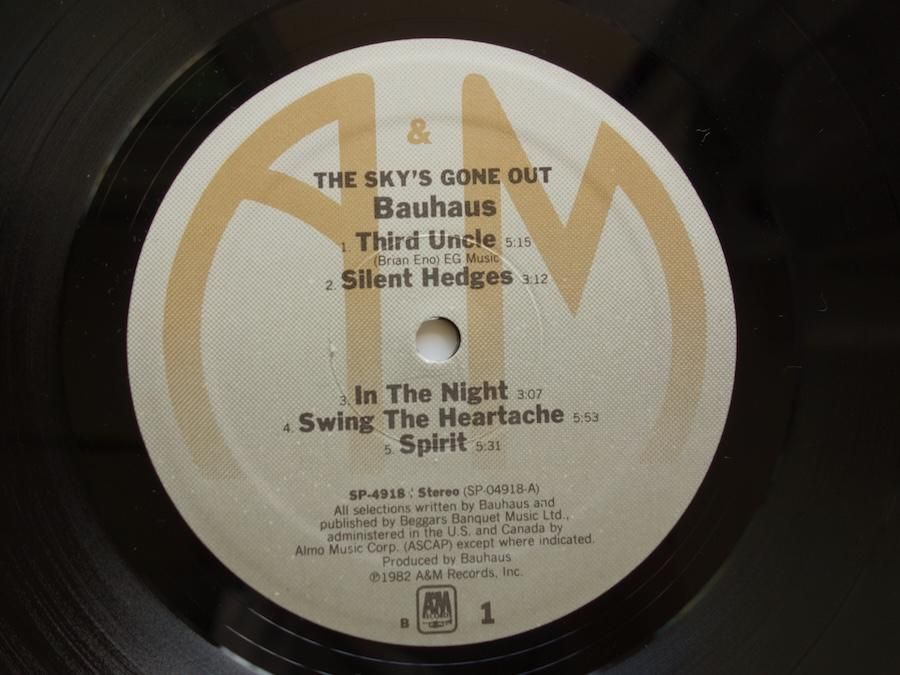 A & M
THE SKY'S GONE OUT
Bauhaus
1. Third Uncle 5:15
(Brian Eno) EG Music
2. Silent Hedges 3:12
3. In The Night 3:07
4. Swing The Heartache 5:53
5. Spirit 5:31
SP-4918 : Stereo (SP-04918-A)
All selections written by Bauhaus and
published by Beggars Banquet Music Ltd.,
administered in the U.S. and Canada by
Almo Music Corp. (ASCAP) except where indicated.
Produced by Bauhaus
℗1982 A&M Records, Inc.
B A&M RECORDS 1